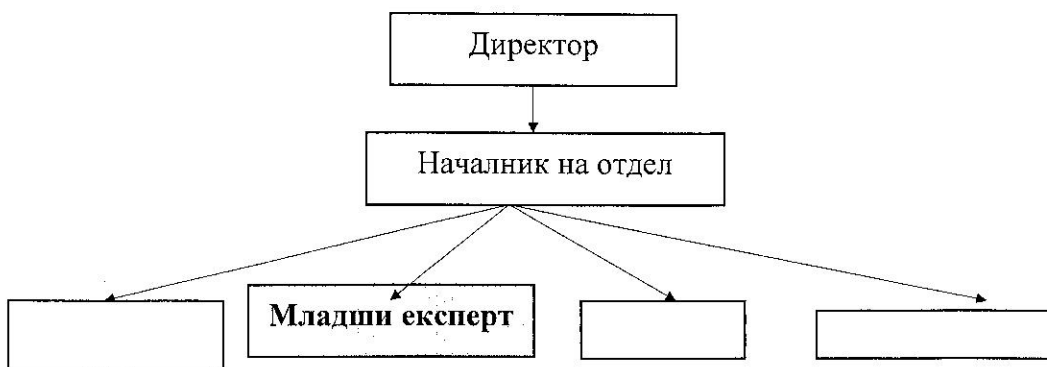 Директор
Началник на отдел
Младши експерт